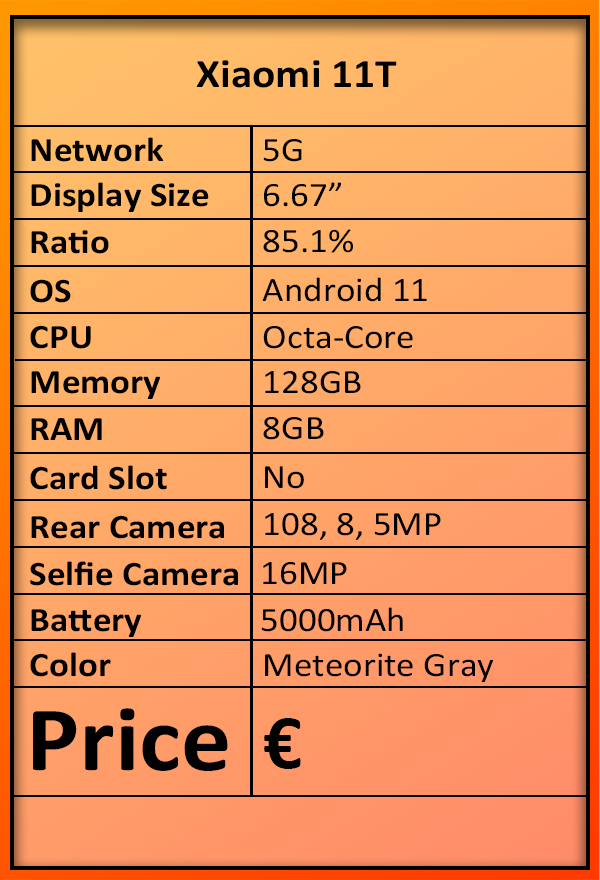 Xiaomi 11T
Network 5G
Display Size 6.67”
Ratio 85.1%
OS Android 11
CPU Octa-Core
Memory 128GB
RAM 8GB
Card Slot No
Rear Camera 108, 8, 5MP
Selfie Camera 16MP
Battery 5000mAh
Color Meteorite Gray
Price €